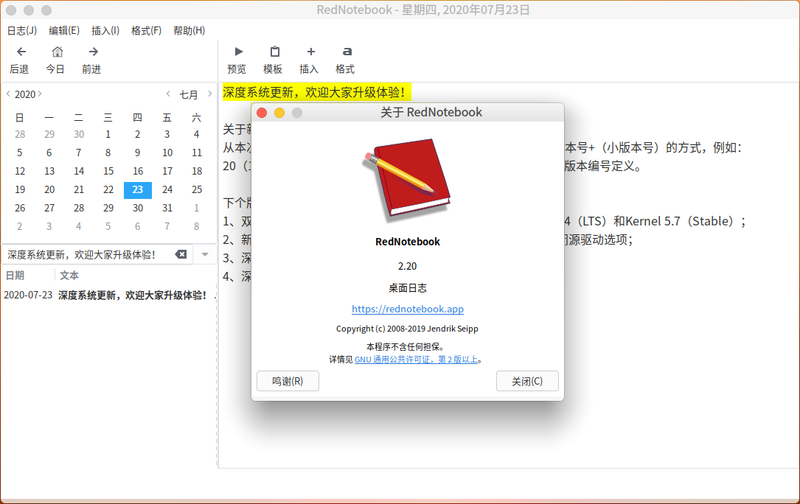 RedNotebook - 星期四, 2020年07月23日
日志(J) 编辑(E) 插入(I) 格式(F) 帮助(H)
后退 今日 前进 预览 模板 插入 格式
2020 七月
日 一 二 三 四 五 六
28 29 30 1 2 3 4
5 6 7 8 9 10 11
12 13 14 15 16 17 18
19 20 21 22 23 24 25
26 27 28 29 30 31 1
2 3 4 5 6 7 8
深度系统更新，欢迎大家升级体验！
日期 文本
2020-07-23 深度系统更新，欢迎大家升级体验！ .
深度系统更新，欢迎大家升级体验！
关于新
从本次 本号+（小版本号）的方式，例如：
20（ 版本编号定义。
下个版
1、双 4（LTS）和Kernel 5.7（Stable）；
2、新 源驱动选项；
3、深
4、深
关于 RedNotebook
RedNotebook
2.20
桌面日志
https://rednotebook.app
Copyright (c) 2008-2019 Jendrik Seipp
本程序不含任何担保。
详情见 GNU 通用公共许可证，第 2 版以上。
鸣谢(R) 关闭(C)